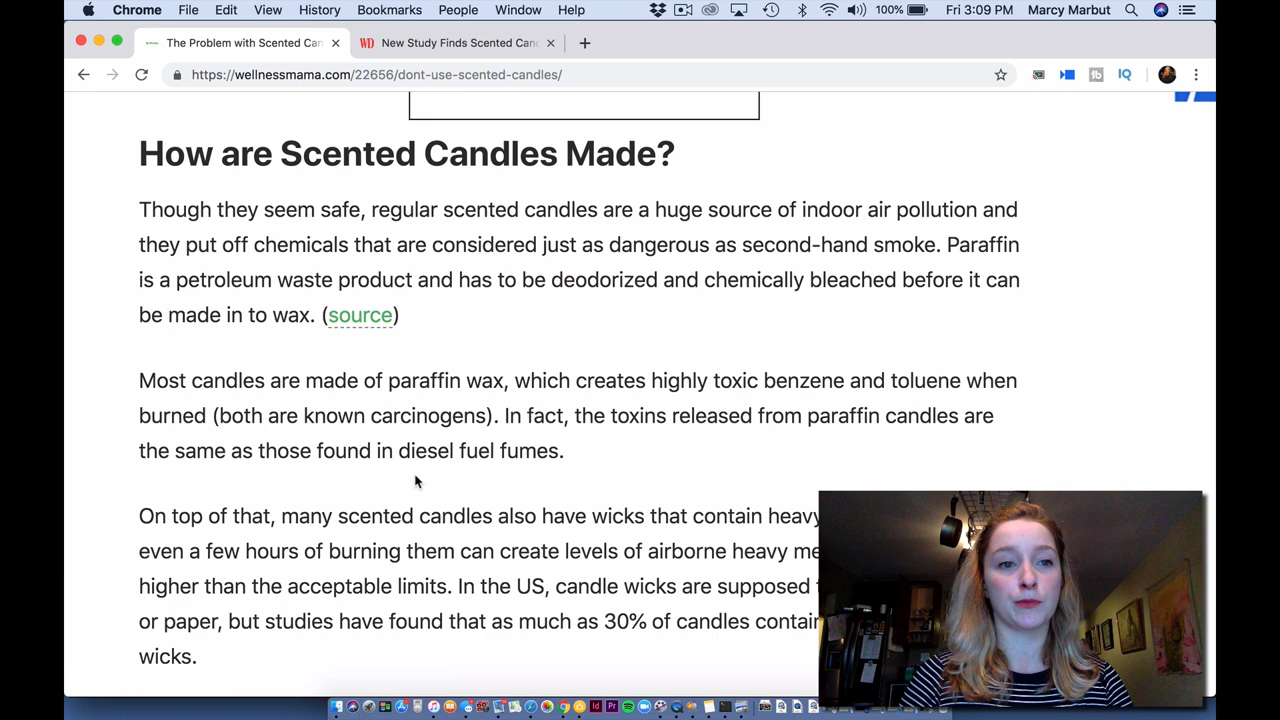 Chrome File Edit View History Bookmarks People Window Help 100% Fri 3:09 PM Marcy Marbut
The Problem with Scented Can
WD New Study Finds Scented Canc
https://wellnessmama.com/22656/dont-use-scented-candles/
tb IQ
How are Scented Candles Made?
Though they seem safe, regular scented candles are a huge source of indoor air pollution and
they put off chemicals that are considered just as dangerous as second-hand smoke. Paraffin
is a petroleum waste product and has to be deodorized and chemically bleached before it can
be made in to wax. (source)
Most candles are made of paraffin wax, which creates highly toxic benzene and toluene when
burned (both are known carcinogens). In fact, the toxins released from paraffin candles are
the same as those found in diesel fuel fumes.
On top of that, many scented candles also have wicks that contain heavy
even a few hours of burning them can create levels of airborne heavy me
higher than the acceptable limits. In the US, candle wicks are supposed
or paper, but studies have found that as much as 30% of candles contain
wicks.
Id Pr